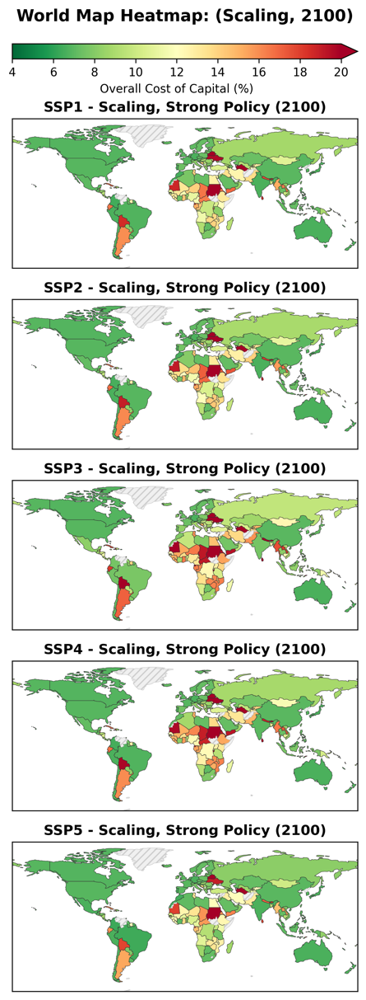 World Map Heatmap: (Scaling, 2100)
4 6 8 10 12 14 16 18 20
Overall Cost of Capital (%)
SSP1 - Scaling, Strong Policy (2100)
SSP2 - Scaling, Strong Policy (2100)
SSP3 - Scaling, Strong Policy (2100)
SSP4 - Scaling, Strong Policy (2100)
SSP5 - Scaling, Strong Policy (2100)